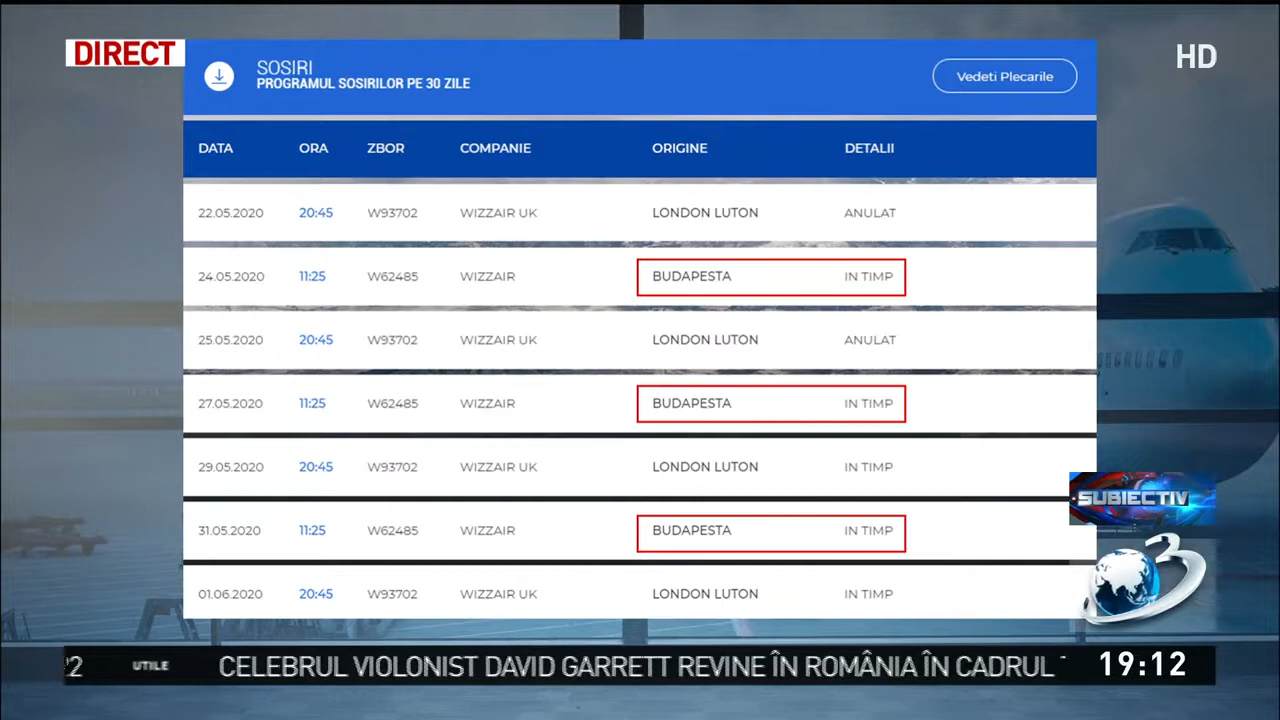 DIRECT
HD
SOSIRI
PROGRAMUL SOSIRILOR PE 30 ZILE
Vedeti Plecarile
DATA ORA ZBOR COMPANIE ORIGINE DETALII
22.05.2020 20:45 W93702 WIZZAIR UK LONDON LUTON ANULAT
24.05.2020 11:25 W62485 WIZZAIR BUDAPESTA IN TIMP
25.05.2020 20:45 W93702 WIZZAIR UK LONDON LUTON ANULAT
27.05.2020 11:25 W62485 WIZZAIR BUDAPESTA IN TIMP
29.05.2020 20:45 W93702 WIZZAIR UK LONDON LUTON IN TIMP
31.05.2020 11:25 W62485 WIZZAIR BUDAPESTA IN TIMP
01.06.2020 20:45 W93702 WIZZAIR UK LONDON LUTON IN TIMP
SUBIECTIV
3
2 UTILE CELEBRUL VIOLONIST DAVID GARRETT REVINE ÎN ROMÂNIA ÎN CADRUL 19:12